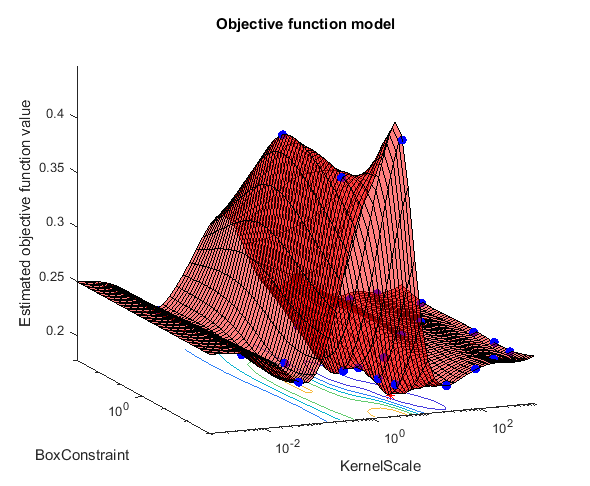 Objective function model
0.4
0.35
0.3
0.25
0.2
Estimated objective function value
10^0
BoxConstraint
10^-2
10^0
10^2
KernelScale